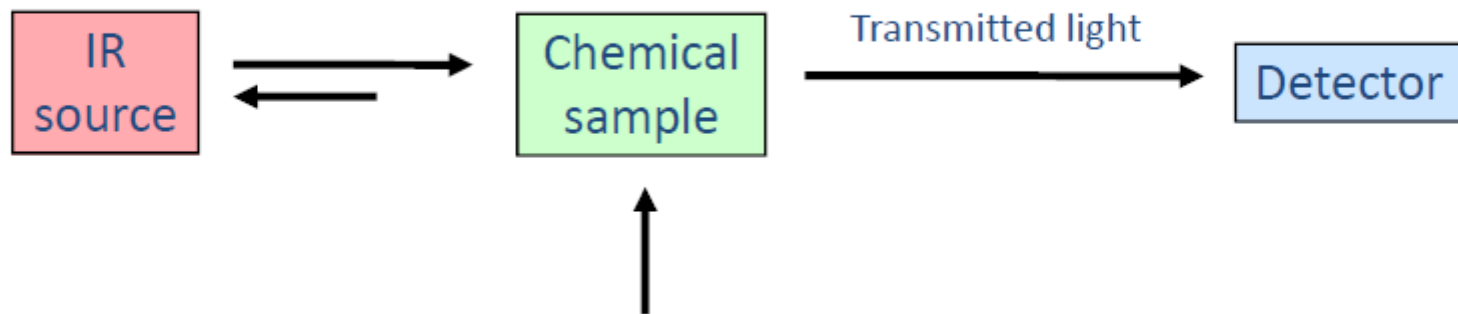 IR
source
Chemical
sample
Transmitted light
Detector